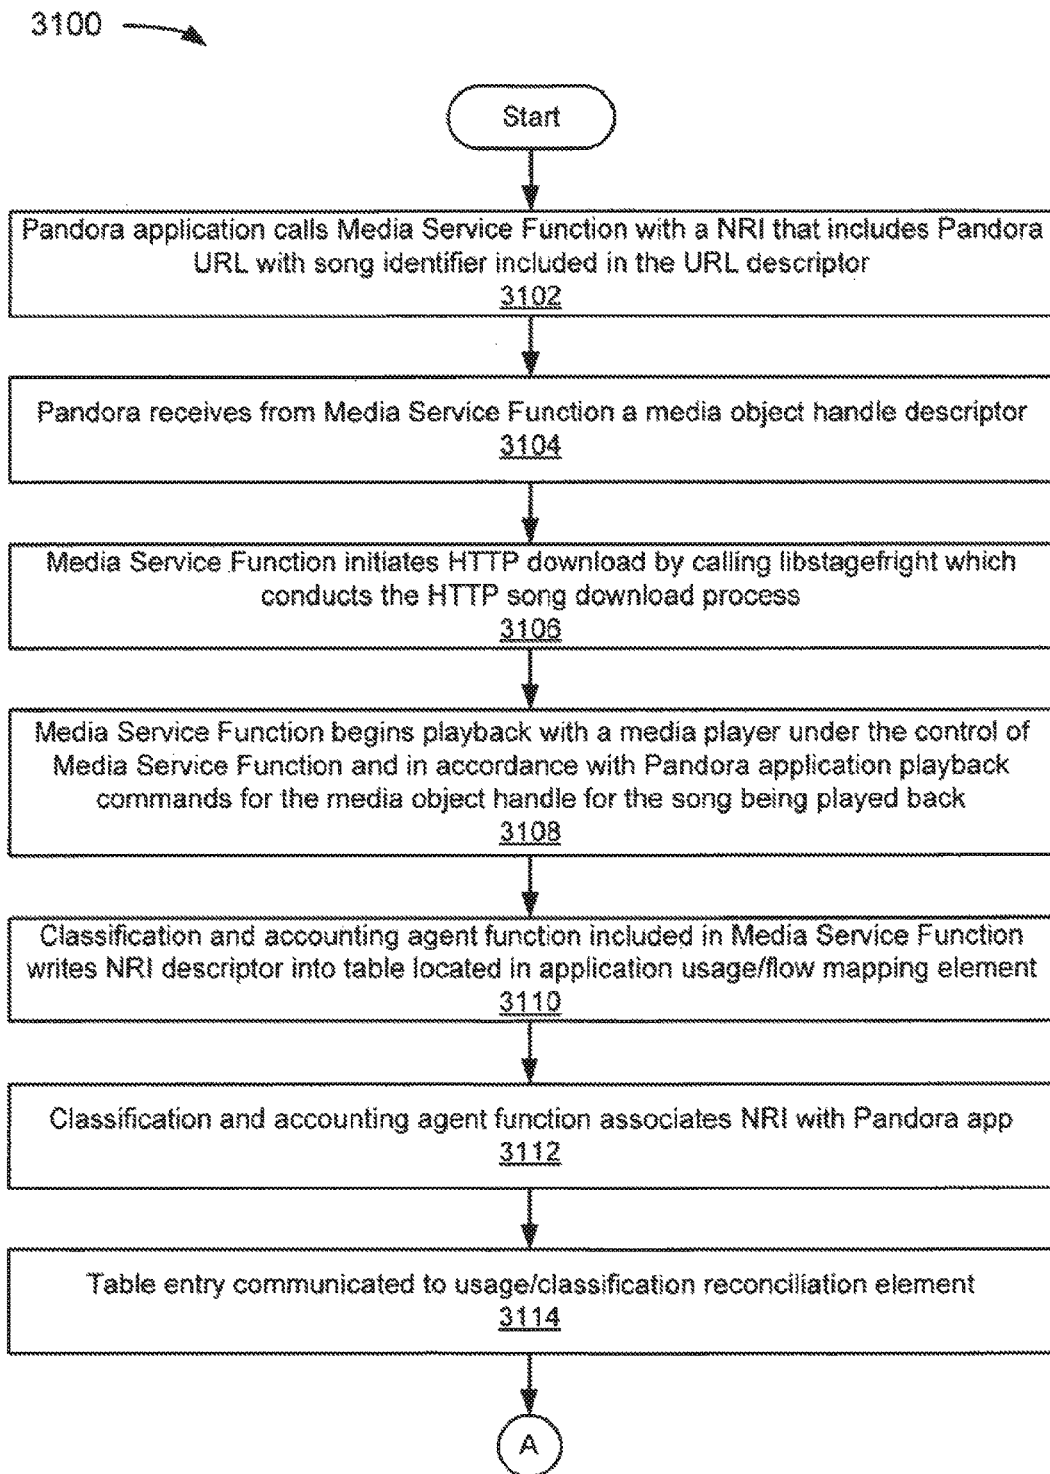 3100
Start
Pandora application calls Media Service Function with a NRI that includes Pandora
URL with song identifier included in the URL descriptor
3102
Pandora receives from Media Service Function a media object handle descriptor
3104
Media Service Function initiates HTTP download by calling libstagefright which
conducts the HTTP song download process
3106
Media Service Function begins playback with a media player under the control of
Media Service Function and in accordance with Pandora application playback
commands for the media object handle for the song being played back
3108
Classification and accounting agent function included in Media Service Function
writes NRI descriptor into table located in application usage/flow mapping element
3110
Classification and accounting agent function associates NRI with Pandora app
3112
Table entry communicated to usage/classification reconciliation element
3114
A